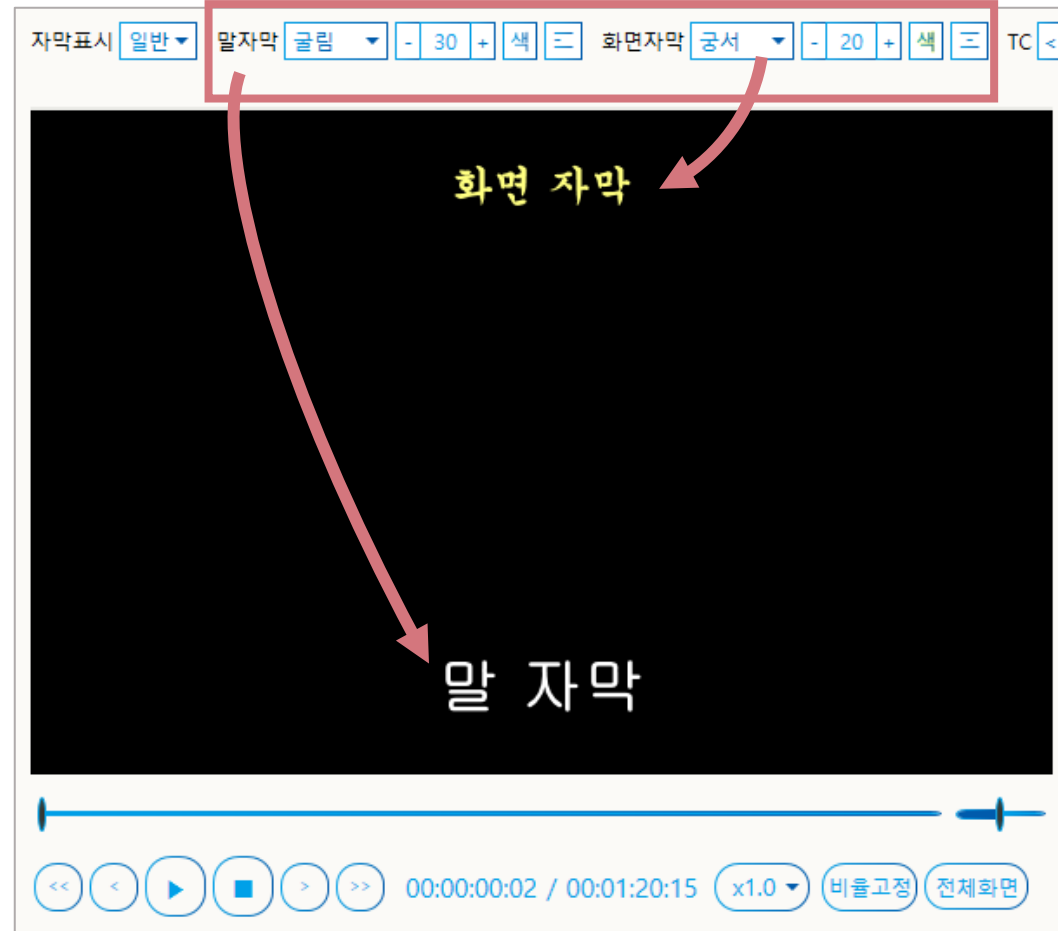 자막표시 일반 말자막 굴림 - 30 + 색 화면자막 궁서 - 20 + 색 TC <
화면 자막
말 자막
<< < > >> 00:00:00:02 / 00:01:20:15 x1.0 비율고정 전체화면